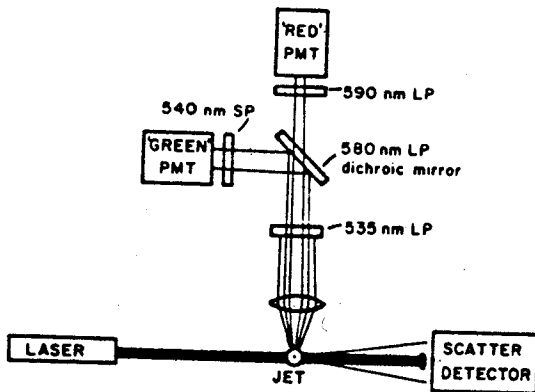 'RED'
PMT
590 nm LP
540 nm SP
'GREEN'
PMT
580 nm LP
dichroic mirror
535 nm LP
LASER
JET
SCATTER
DETECTOR